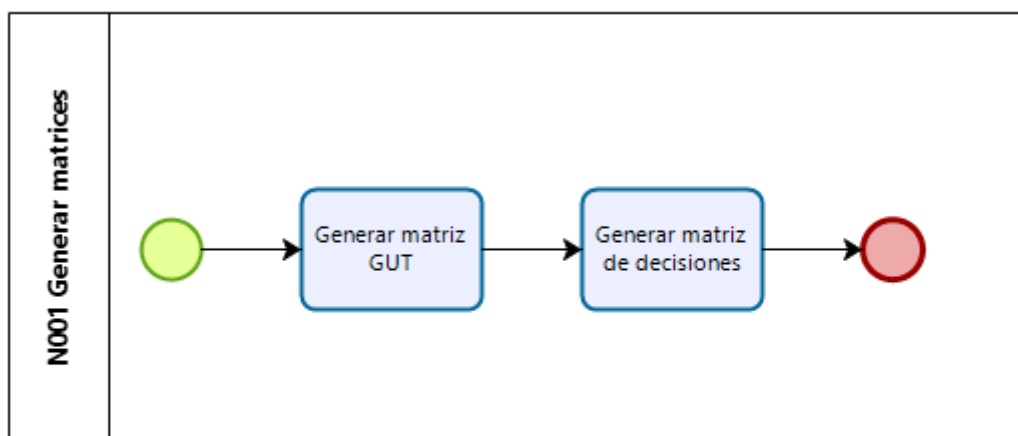 N001 Generar matrices
Generar matriz
GUT
Generar matriz
de decisiones